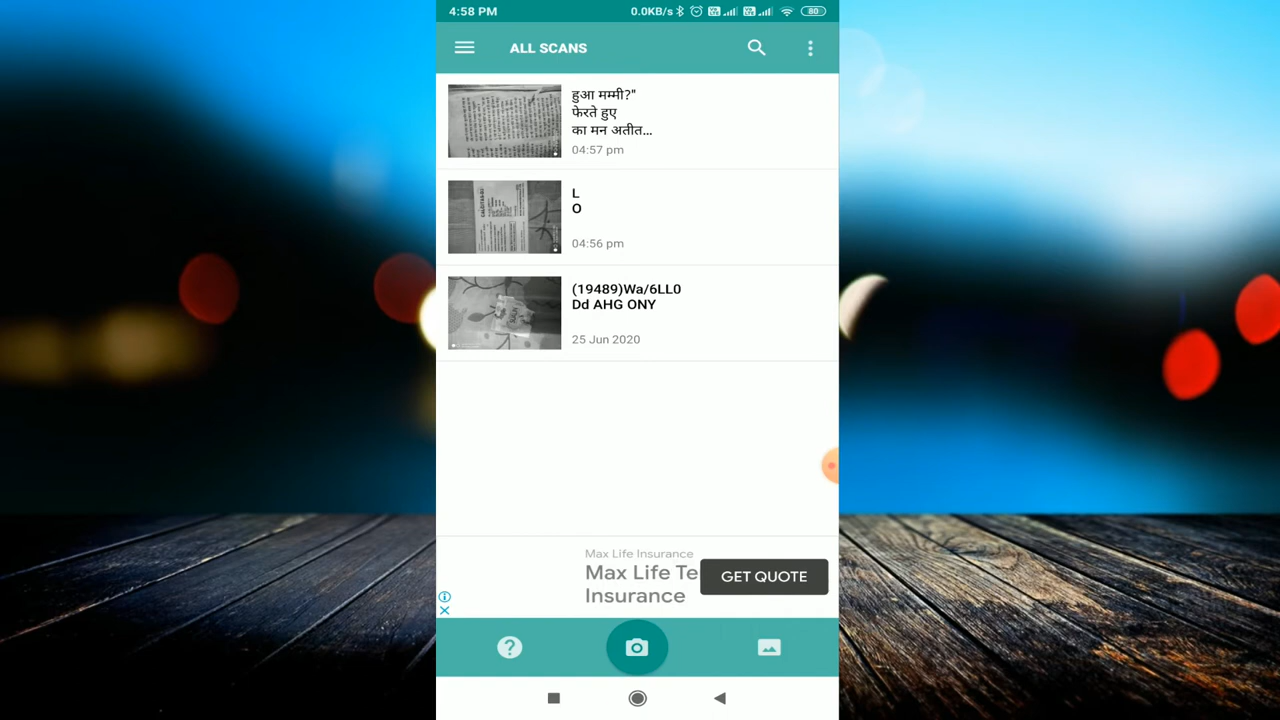 4:58 PM 0.0KB/s 80
ALL SCANS
हुआ मम्मी?"
फेरते हुए
का मन अतीत...
04:57 pm
L
O
04:56 pm
(19489)Wa/6LL0
Dd AHG ONY
25 Jun 2020
Max Life Insurance
Max Life Te
Insurance
GET QUOTE